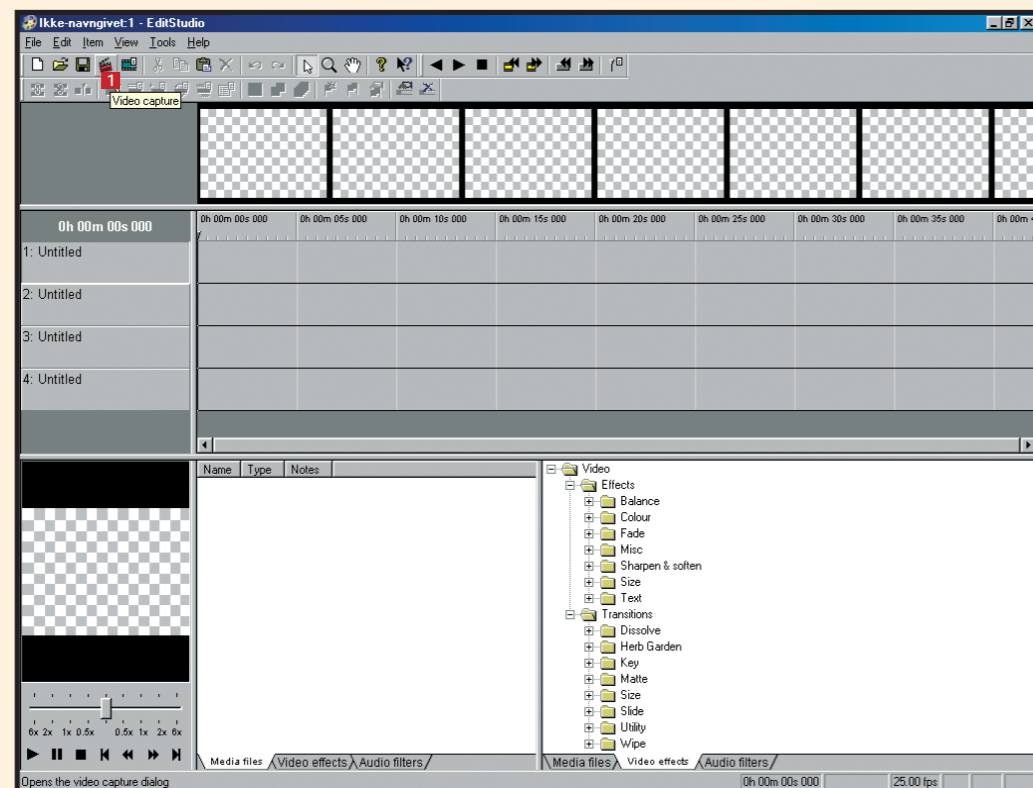 Ikke-navngivet:1 - EditStudio
File Edit Item View Tools Help
1
Video capture
0h 00m 00s 000
0h 00m 00s 000 0h 00m 05s 000 0h 00m 10s 000 0h 00m 15s 000 0h 00m 20s 000 0h 00m 25s 000 0h 00m 30s 000 0h 00m 35s 000 0h 00m
1: Untitled
2: Untitled
3: Untitled
4: Untitled
Name Type Notes
Video
Effects
Balance
Colour
Fade
Misc
Sharpen & soften
Size
Text
Transitions
Dissolve
Herb Garden
Key
Matte
Size
Slide
Utility
Wipe
6x 2x 1x 0.5x 0.5x 1x 2x 6x
Media files Video effects Audio filters
Media files Video effects Audio filters
Opens the video capture dialog 0h 00m 00s 000 25.00 fps